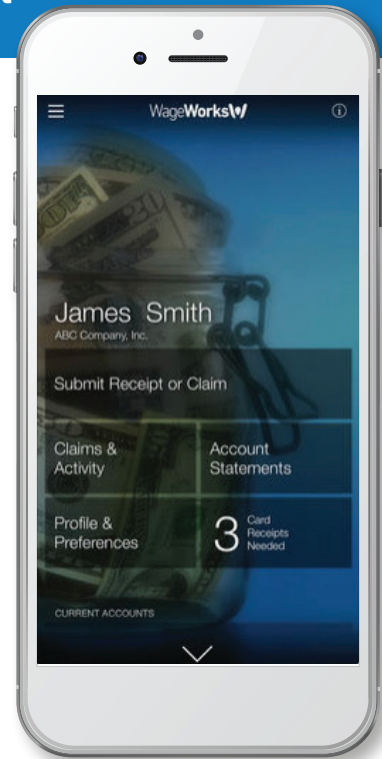 WageWorks
James Smith
ABC Company, Inc.
Submit Receipt or Claim
Claims &
Activity
Account
Statements
Profile &
Preferences
3
Card
Receipts
Needed
CURRENT ACCOUNTS